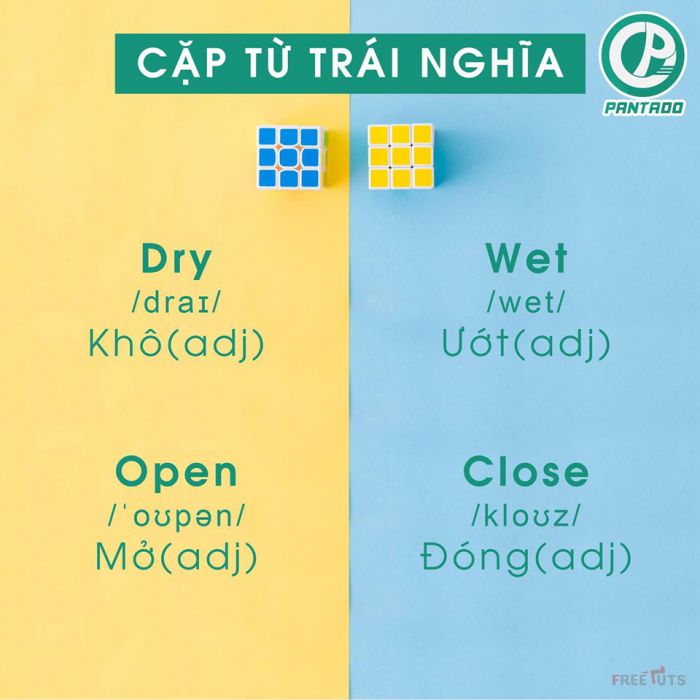 CẶP TỪ TRÁI NGHĨA
PANTADO
Dry
/draɪ/
Khô(adj)
Wet
/wet/
Ướt(adj)
Open
/ˈoʊpən/
Mở(adj)
Close
/kloʊz/
Đóng(adj)
FREETUTS